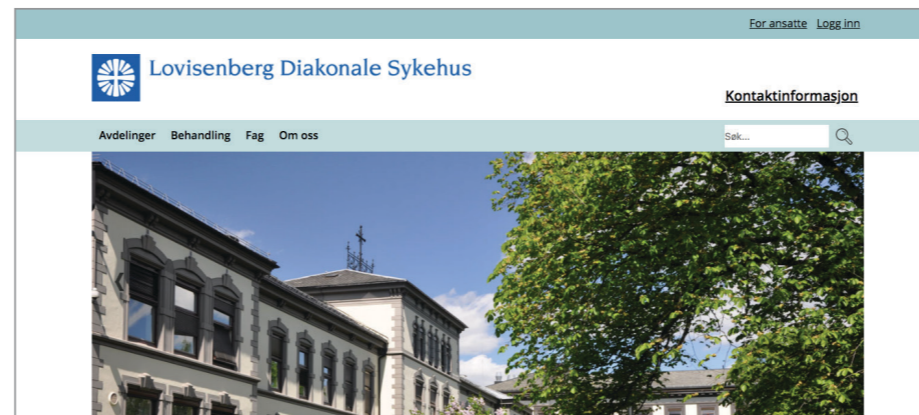 For ansatte Logg inn
Lovisenberg Diakonale Sykehus
Kontaktinformasjon
Avdelinger Behandling Fag Om oss
Søk...